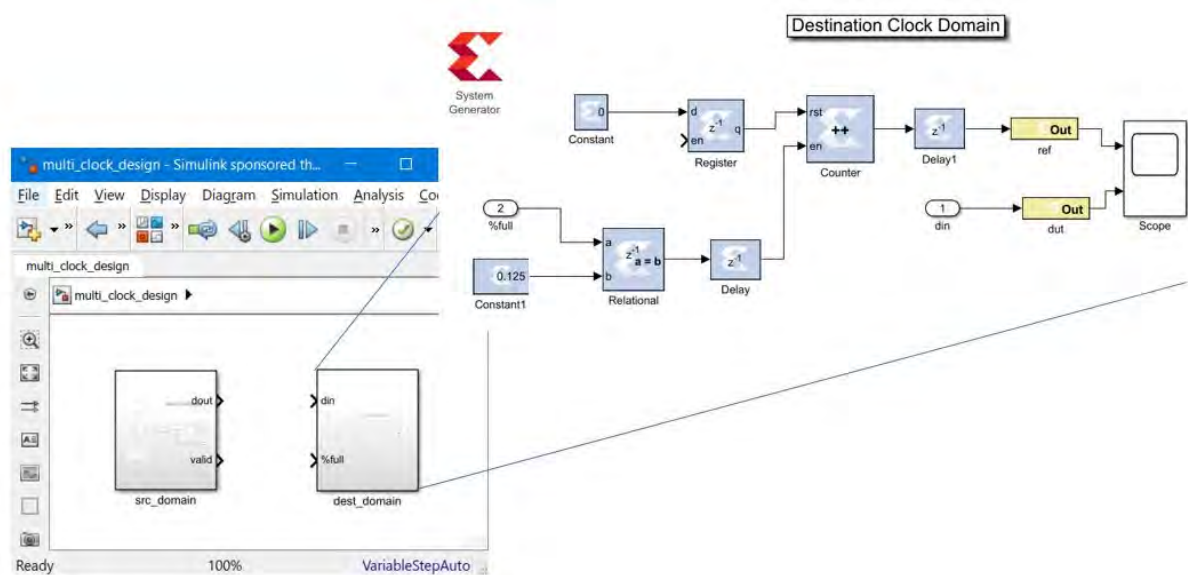 Destination Clock Domain
System
Generator
0
Constant
d
z-1
q
en
Register
rst
++
en
Counter
z-1
Delay1
Out
ref
1
din
Out
dut
Scope
2
%full
0.125
Constant1
a
z-1
a = b
b
Relational
z-1
Delay
multi_clock_design - Simulink sponsored th...
File Edit View Display Diagram Simulation Analysis Co
multi_clock_design
multi_clock_design
dout
valid
src_domain
din
%full
dest_domain
Ready 100% VariableStepAuto